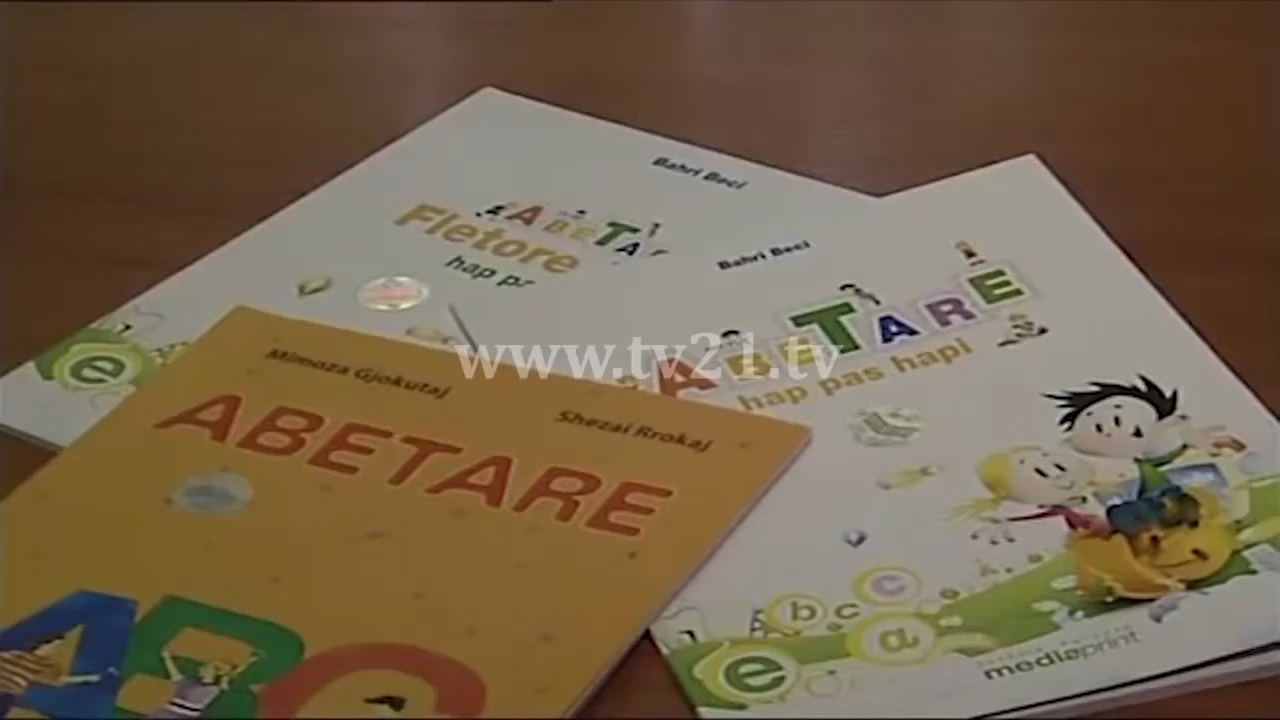 Bahri Beci
ABETAR
Fletore
hap pa
Bahri Beci
ABETARE
hap pas hapi
www.tv21.tv
Mimoza Gjokutaj
Shezai Rrokaj
ABETARE
ABC
e
b c c
a
e
mediaprint